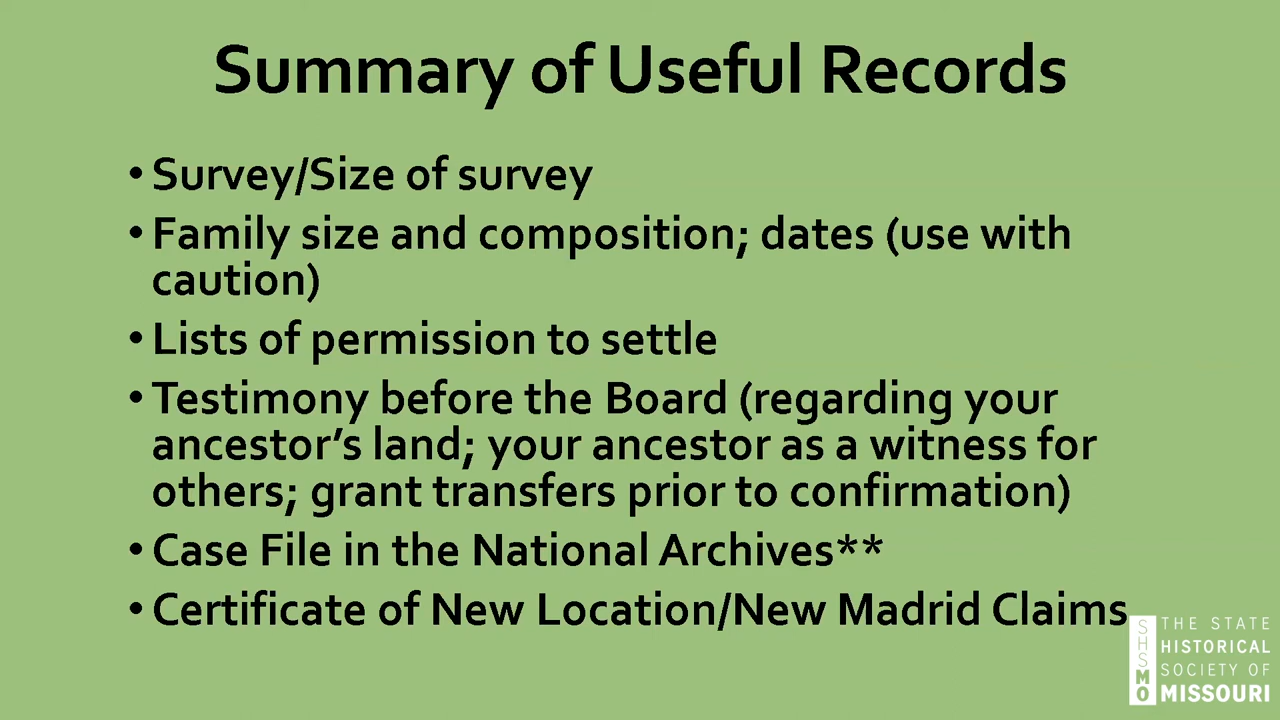 Summary of Useful Records
• Survey/Size of survey
• Family size and composition; dates (use with
caution)
• Lists of permission to settle
• Testimony before the Board (regarding your
ancestor’s land; your ancestor as a witness for
others; grant transfers prior to confirmation)
• Case File in the National Archives**
• Certificate of New Location/New Madrid Claims
SHSMO
THE STATE
HISTORICAL
SOCIETY OF
MISSOURI